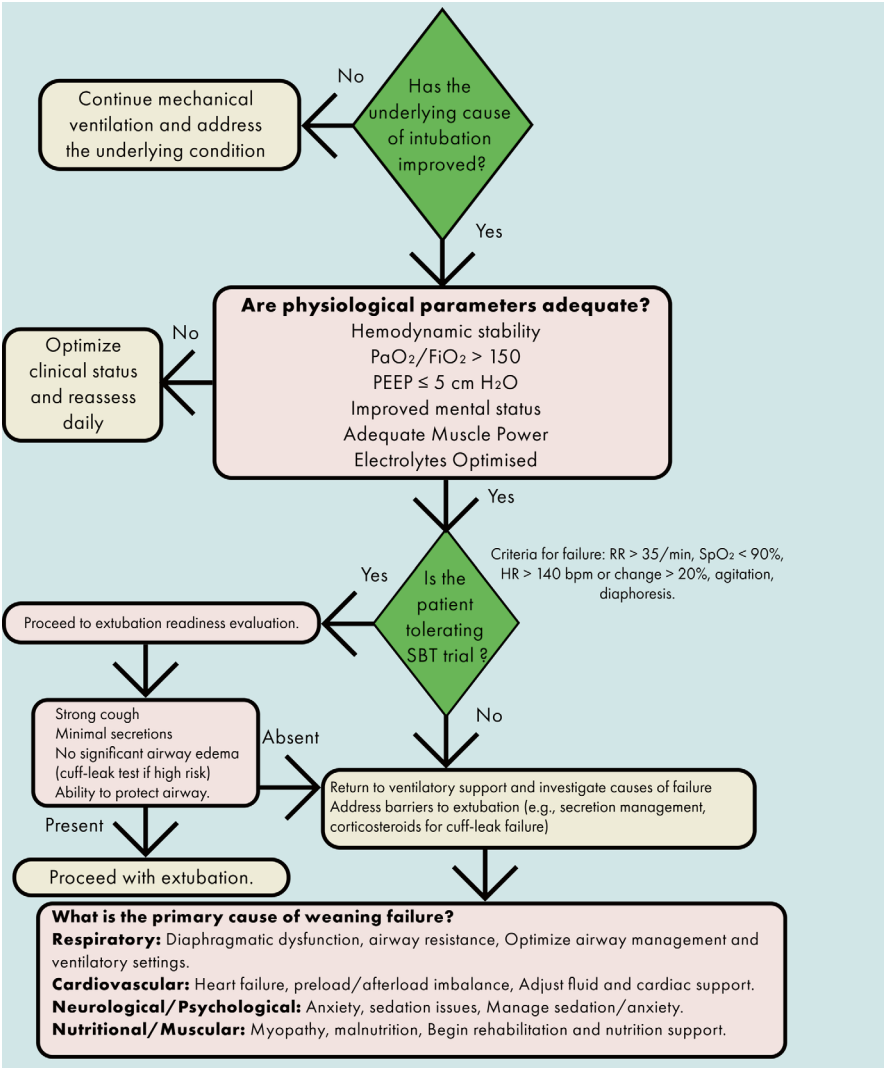 Has the
underlying cause
of intubation
improved?
No
Continue mechanical
ventilation and address
the underlying condition
Yes
Are physiological parameters adequate?
Hemodynamic stability
PaO₂/FiO₂ > 150
PEEP ≤ 5 cm H₂O
Improved mental status
Adequate Muscle Power
Electrolytes Optimised
No
Optimize
clinical status
and reassess
daily
Yes
Is the
patient
tolerating
SBT trial ?
Criteria for failure: RR > 35/min, SpO₂ < 90%,
HR > 140 bpm or change > 20%, agitation,
diaphoresis.
Yes
Proceed to extubation readiness evaluation.
Strong cough
Minimal secretions
No significant airway edema
(cuff-leak test if high risk)
Ability to protect airway.
Absent
No
Return to ventilatory support and investigate causes of failure
Address barriers to extubation (e.g., secretion management,
corticosteroids for cuff-leak failure)
Present
Proceed with extubation.
What is the primary cause of weaning failure?
Respiratory: Diaphragmatic dysfunction, airway resistance, Optimize airway management and
ventilatory settings.
Cardiovascular: Heart failure, preload/afterload imbalance, Adjust fluid and cardiac support.
Neurological/Psychological: Anxiety, sedation issues, Manage sedation/anxiety.
Nutritional/Muscular: Myopathy, malnutrition, Begin rehabilitation and nutrition support.